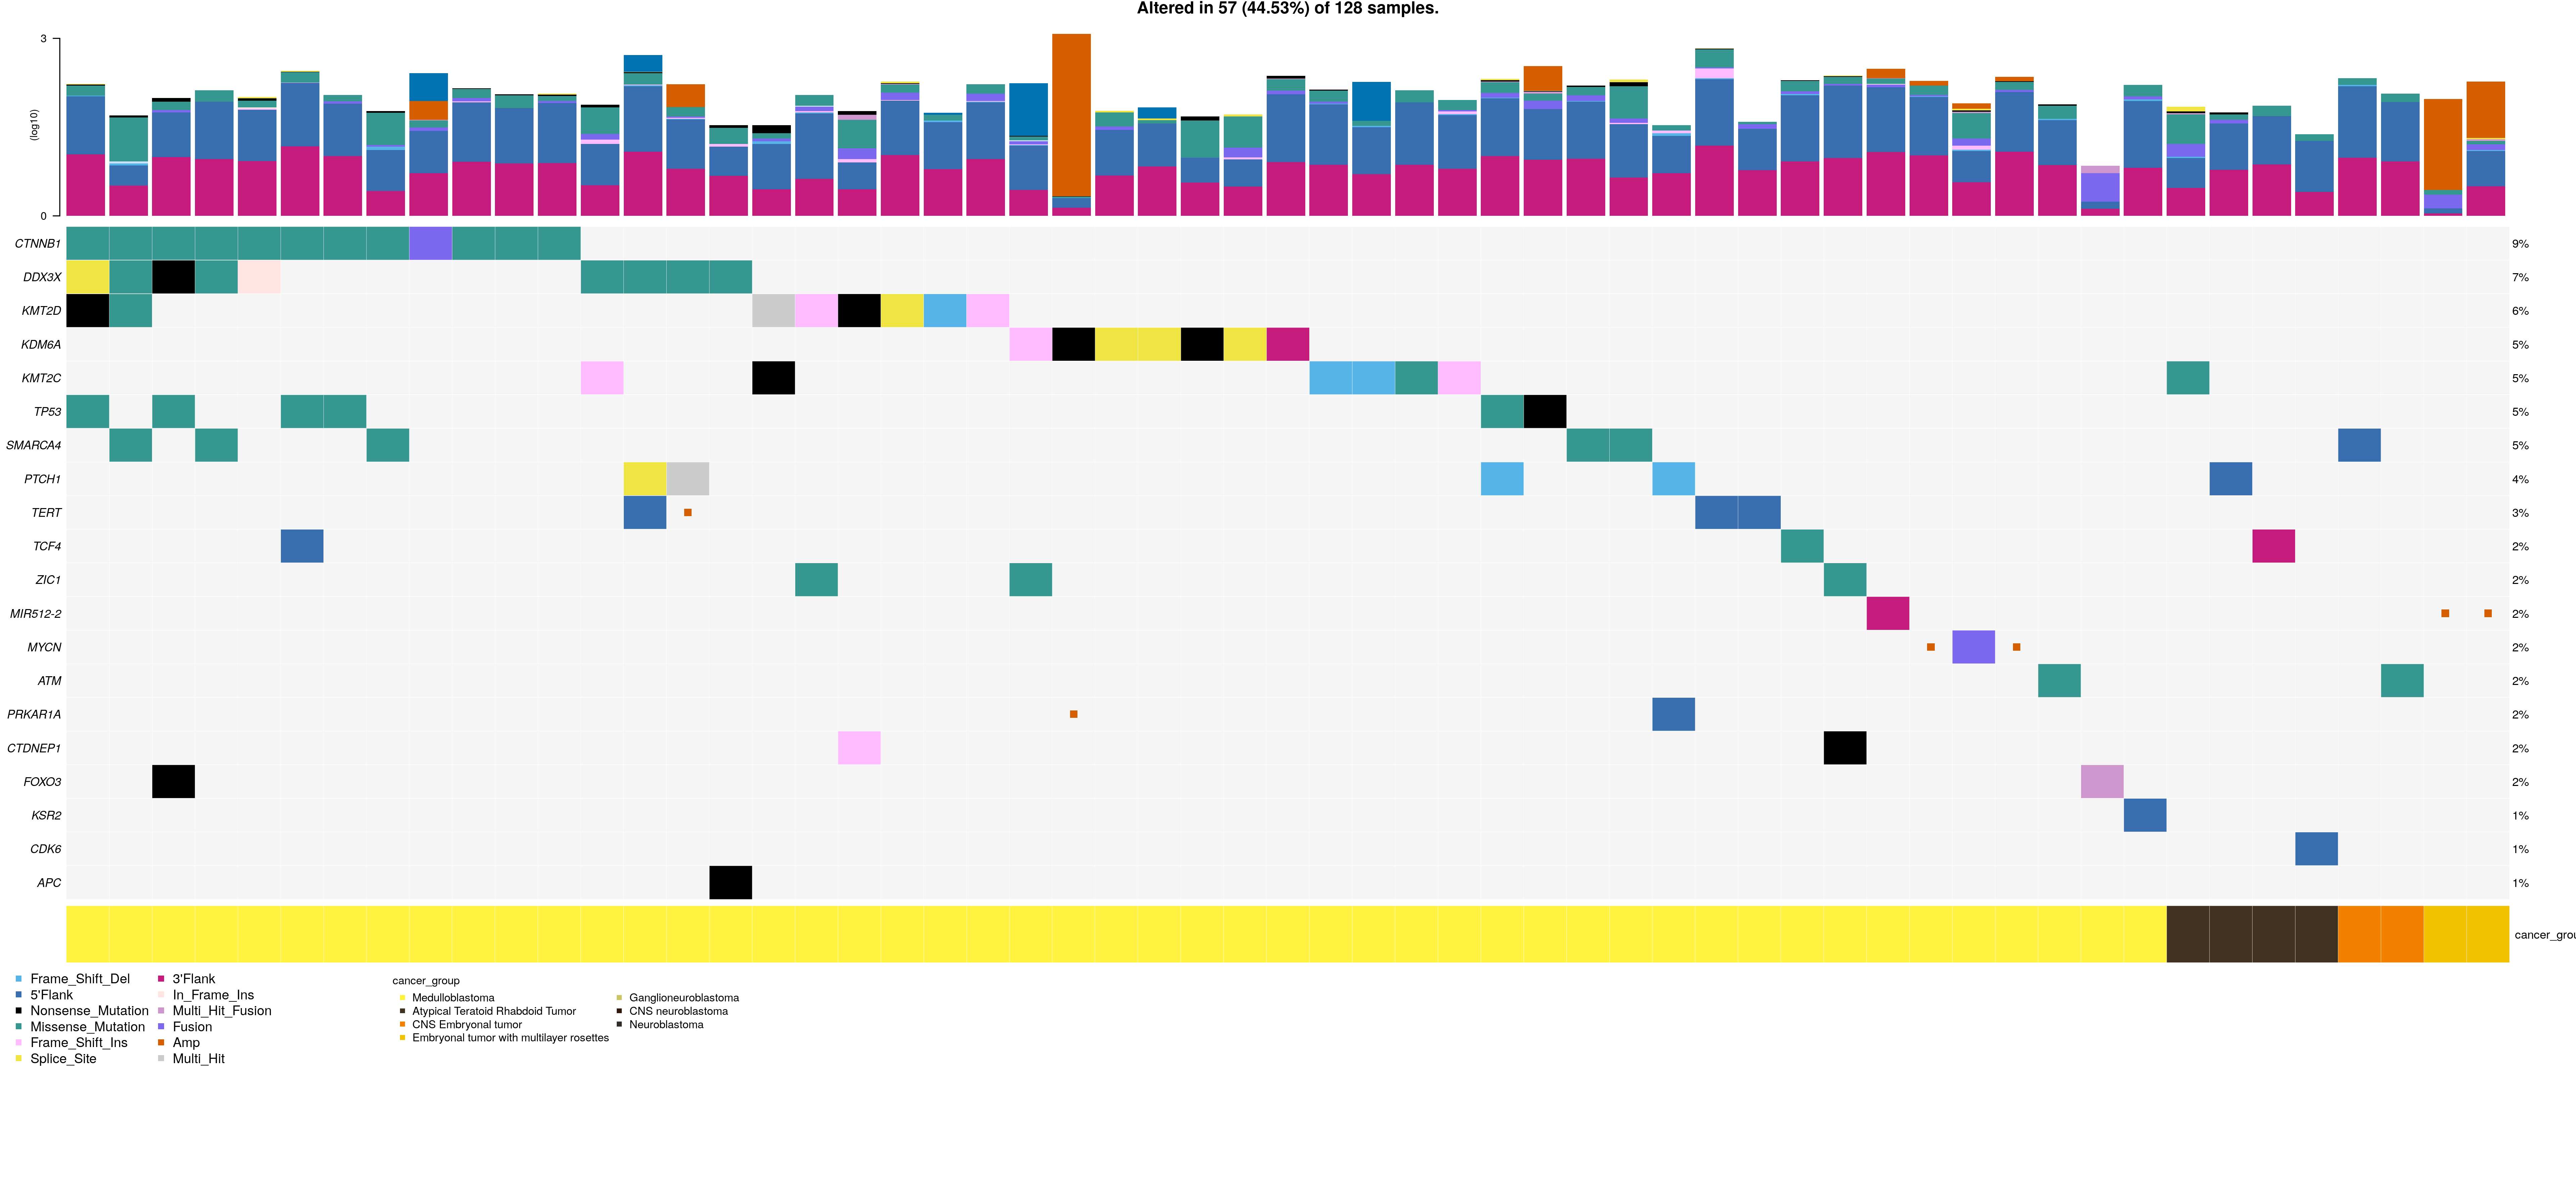 Altered in 57 (44.53%) of 128 samples.
3
(log10)
0
CTNNB1 9%
DDX3X 7%
KMT2D 6%
KDM6A 5%
KMT2C 5%
TP53 5%
SMARCA4 5%
PTCH1 4%
TERT 3%
TCF4 2%
ZIC1 2%
MIR512-2 2%
MYCN 2%
ATM 2%
PRKAR1A 2%
CTDNEP1 2%
FOXO3 2%
KSR2 1%
CDK6 1%
APC 1%
cancer_grou
Frame_Shift_Del
5'Flank
Nonsense_Mutation
Missense_Mutation
Frame_Shift_Ins
Splice_Site
3'Flank
In_Frame_Ins
Multi_Hit_Fusion
Fusion
Amp
Multi_Hit
cancer_group
Medulloblastoma
Atypical Teratoid Rhabdoid Tumor
CNS Embryonal tumor
Embryonal tumor with multilayer rosettes
Ganglioneuroblastoma
CNS neuroblastoma
Neuroblastoma